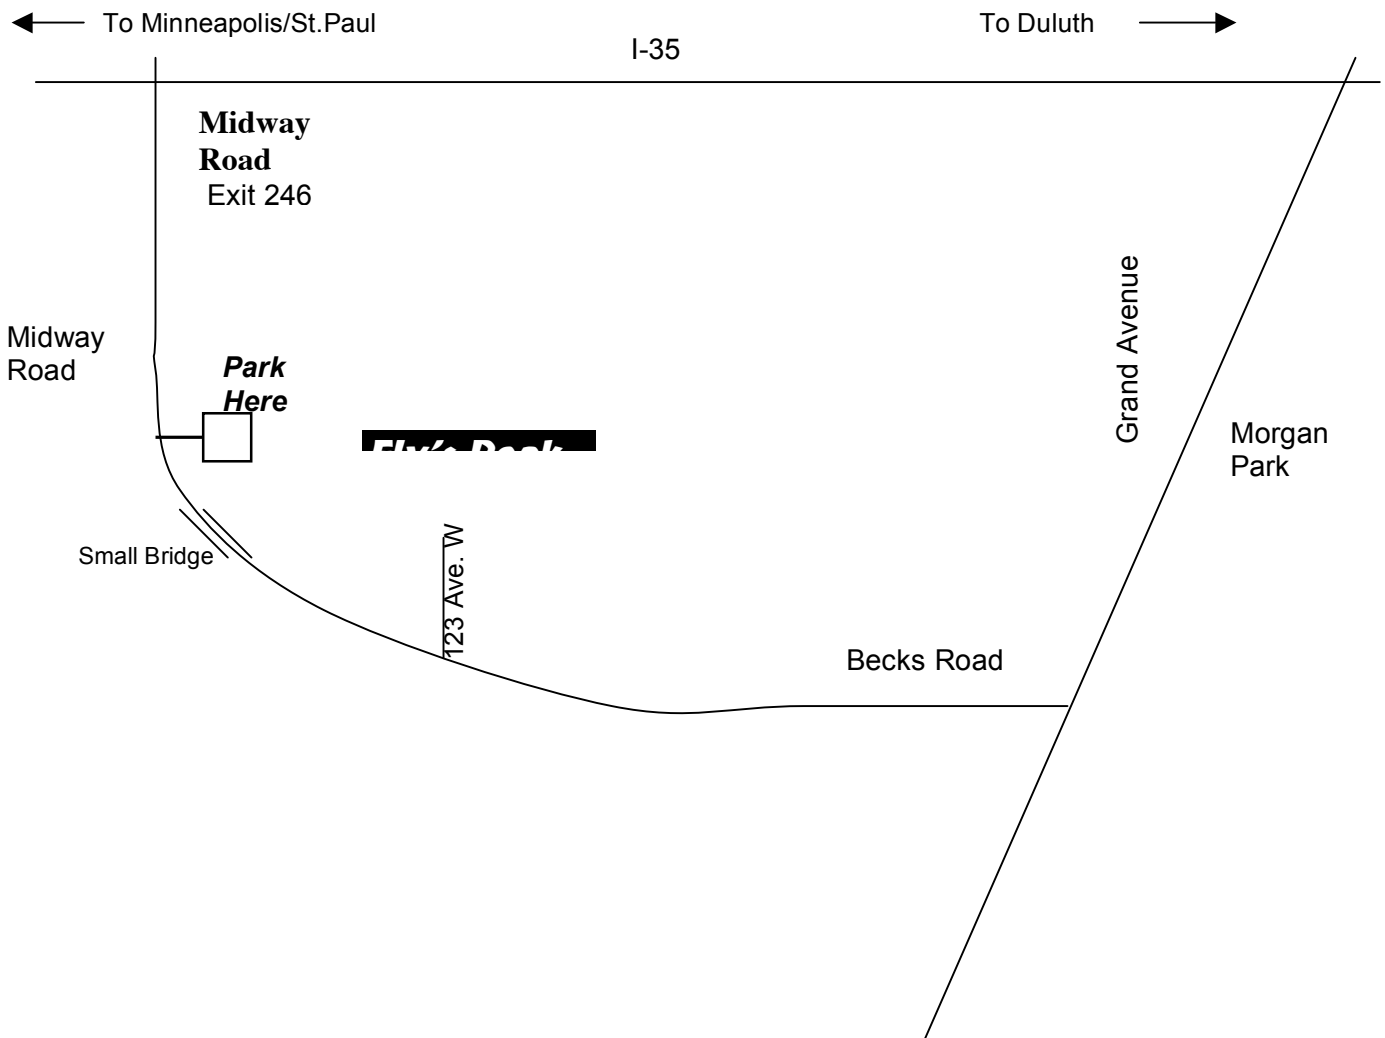 To Minneapolis/St.Paul
To Duluth
I-35
Midway
Road
Exit 246
Midway
Road
Park
Here
Grand Avenue
Morgan
Park
Small Bridge
123 Ave. W
Becks Road